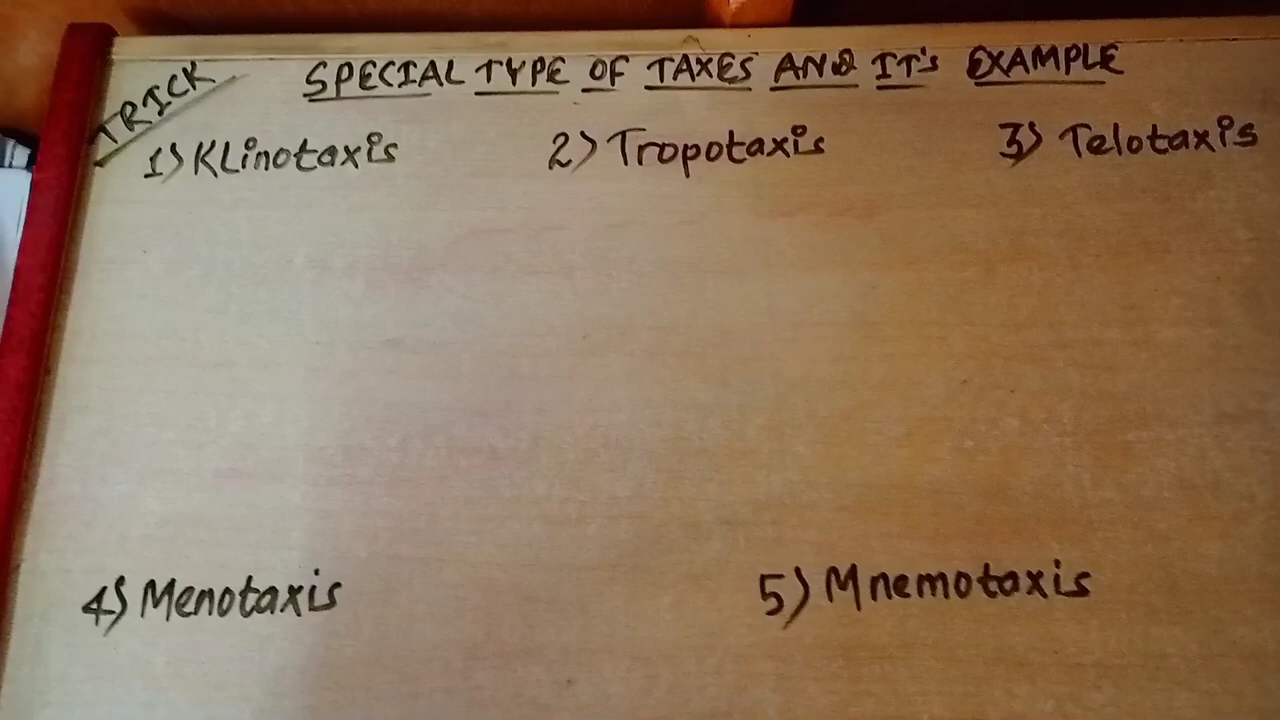 TRICK
SPECIAL TYPE OF TAXES AND IT's EXAMPLE
1) KLinotaxis
2) Tropotaxis
3) Telotaxis
4) Menotaxis
5) Mnemotaxis